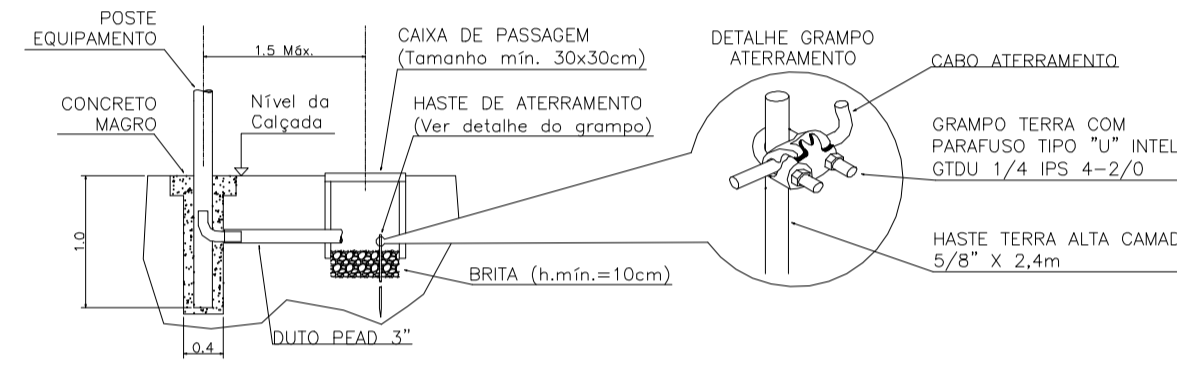 POSTE
EQUIPAMENTO
1.5 Máx.
CAIXA DE PASSAGEM
(Tamanho mín. 30x30cm)
CONCRETO
MAGRO
Nível da
Calçada
HASTE DE ATERRAMENTO
(Ver detalhe do grampo)
1.0
0.4
DUTO PEAD 3"
BRITA (h.mín.=10cm)
DETALHE GRAMPO
ATERRAMENTO
CABO ATERRAMENTO
GRAMPO TERRA COM
PARAFUSO TIPO "U" INTEL
GTDU 1/4 IPS 4-2/0
HASTE TERRA ALTA CAMAD
5/8" X 2,4m